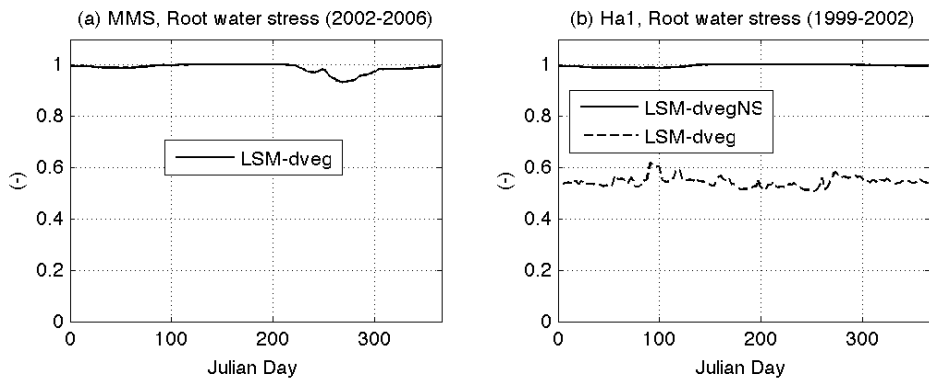 (a) MMS, Root water stress (2002-2006)
1
0.8
0.6
0.4
0.2
0
(-)
LSM-dveg
0 100 200 300
Julian Day
(b) Ha1, Root water stress (1999-2002)
1
0.8
0.6
0.4
0.2
0
(-)
LSM-dvegNS
LSM-dveg
0 100 200 300
Julian Day